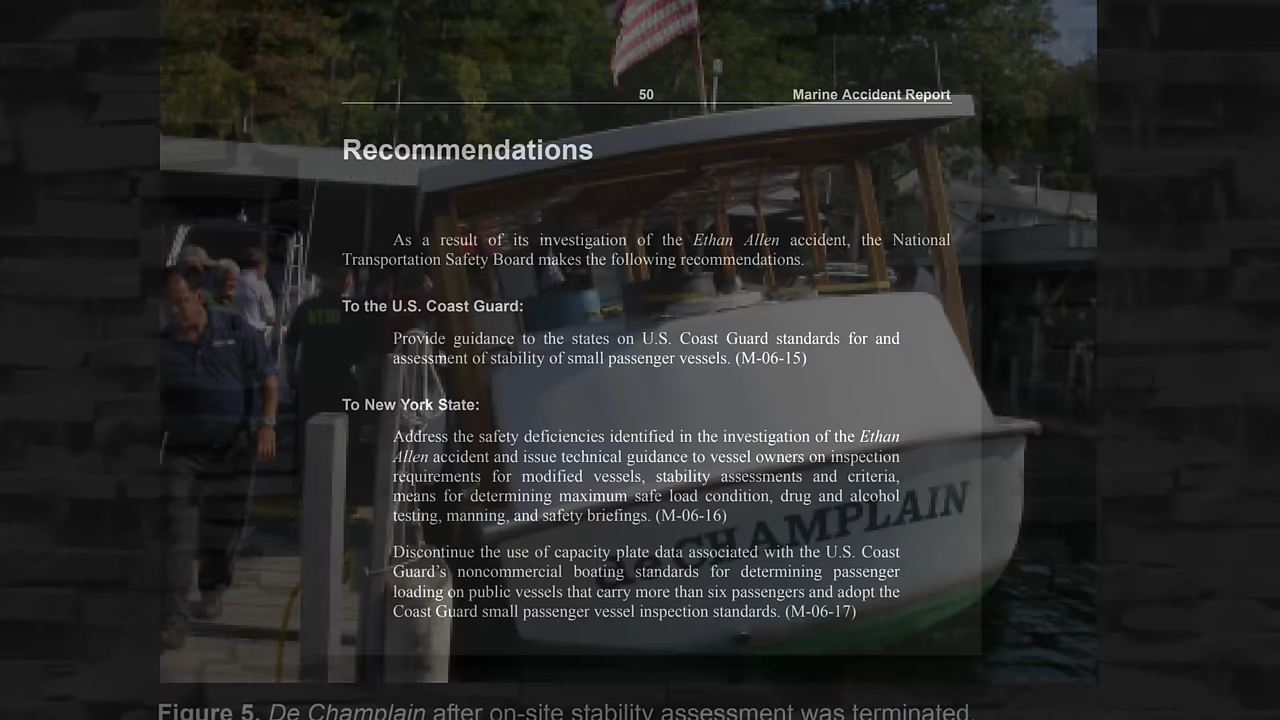 50 Marine Accident Report
Recommendations
As a result of its investigation of the Ethan Allen accident, the National
Transportation Safety Board makes the following recommendations.
To the U.S. Coast Guard:
Provide guidance to the states on U.S. Coast Guard standards for and
assessment of stability of small passenger vessels. (M-06-15)
To New York State:
Address the safety deficiencies identified in the investigation of the Ethan
Allen accident and issue technical guidance to vessel owners on inspection
requirements for modified vessels, stability assessments and criteria,
means for determining maximum safe load condition, drug and alcohol
testing, manning, and safety briefings. (M-06-16)
Discontinue the use of capacity plate data associated with the U.S. Coast
Guard’s noncommercial boating standards for determining passenger
loading on public vessels that carry more than six passengers and adopt the
Coast Guard small passenger vessel inspection standards. (M-06-17)
NTSB
CHAMPLAIN
Figure 5. De Champlain after on-site stability assessment was terminated.